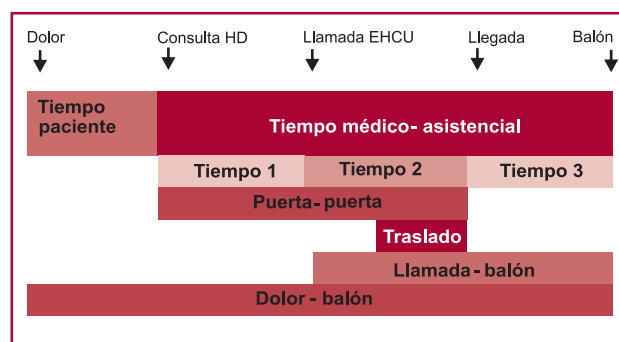 Dolor Consulta HD Llamada EHCU Llegada Balón
Tiempo
paciente
Tiempo médico-asistencial
Tiempo 1 Tiempo 2 Tiempo 3
Puerta-puerta
Traslado
Llamada-balón
Dolor-balón